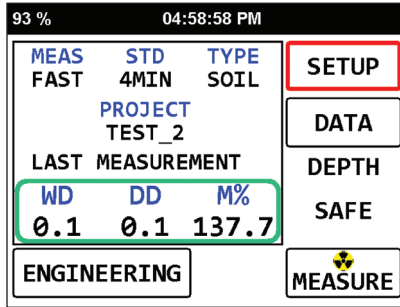 93 % 04:58:58 PM
MEAS STD TYPE
FAST 4MIN SOIL
PROJECT
TEST_2
LAST MEASUREMENT
WD DD M%
0.1 0.1 137.7
ENGINEERING
SETUP
DATA
DEPTH
SAFE
MEASURE